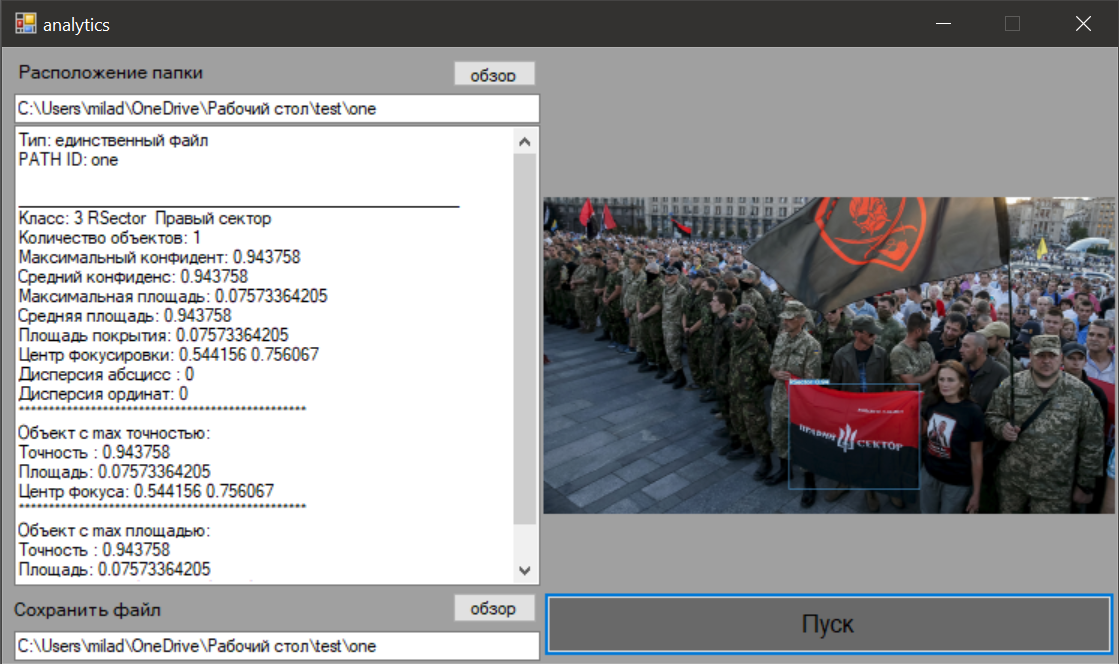 analytics
Расположение папки
обзор
C:\Users\milad\OneDrive\Рабочий стол\test\one
Тип: единственный файл
PATH ID: one
Класс: 3 RSector Правый сектор
Количество объектов: 1
Максимальный конфидент: 0.943758
Средний конфиденс: 0.943758
Максимальная площадь: 0.07573364205
Средняя площадь: 0.943758
Площадь покрытия: 0.07573364205
Центр фокусировки: 0.544156 0.756067
Дисперсия абсцисс : 0
Дисперсия ординат: 0
**********************************************
Объект с max точностью:
Точность : 0.943758
Площадь: 0.07573364205
Центр фокуса: 0.544156 0.756067
**********************************************
Объект с max площадью:
Точность : 0.943758
Площадь: 0.07573364205
Сохранить файл
обзор
C:\Users\milad\OneDrive\Рабочий стол\test\one
ПРАВИЙ СЕКТОР
Пуск